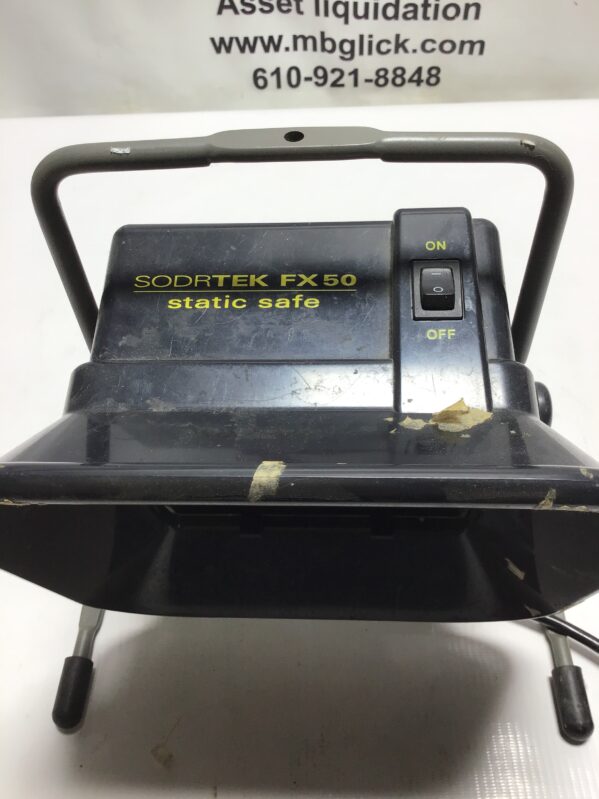 Asset liquidation
www.mbglick.com
610-921-8848
SODRTEK FX50
static safe
ON
OFF